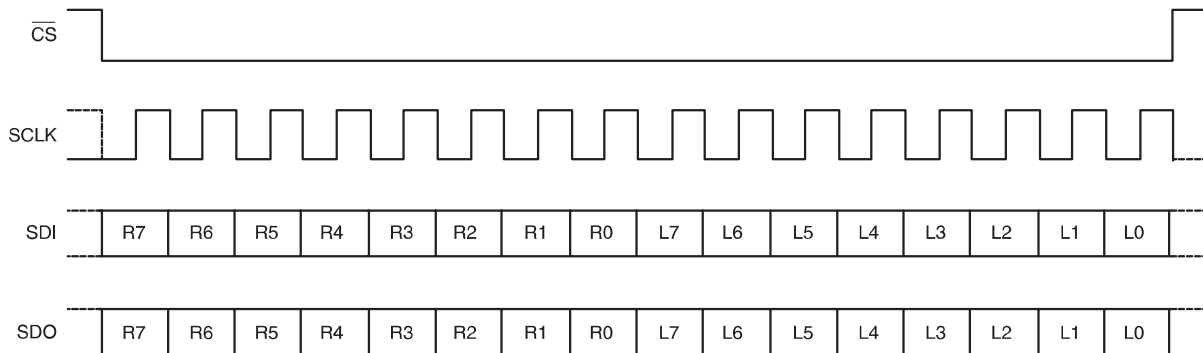 CS
SCLK
SDI R7 R6 R5 R4 R3 R2 R1 R0 L7 L6 L5 L4 L3 L2 L1 L0
SDO R7 R6 R5 R4 R3 R2 R1 R0 L7 L6 L5 L4 L3 L2 L1 L0